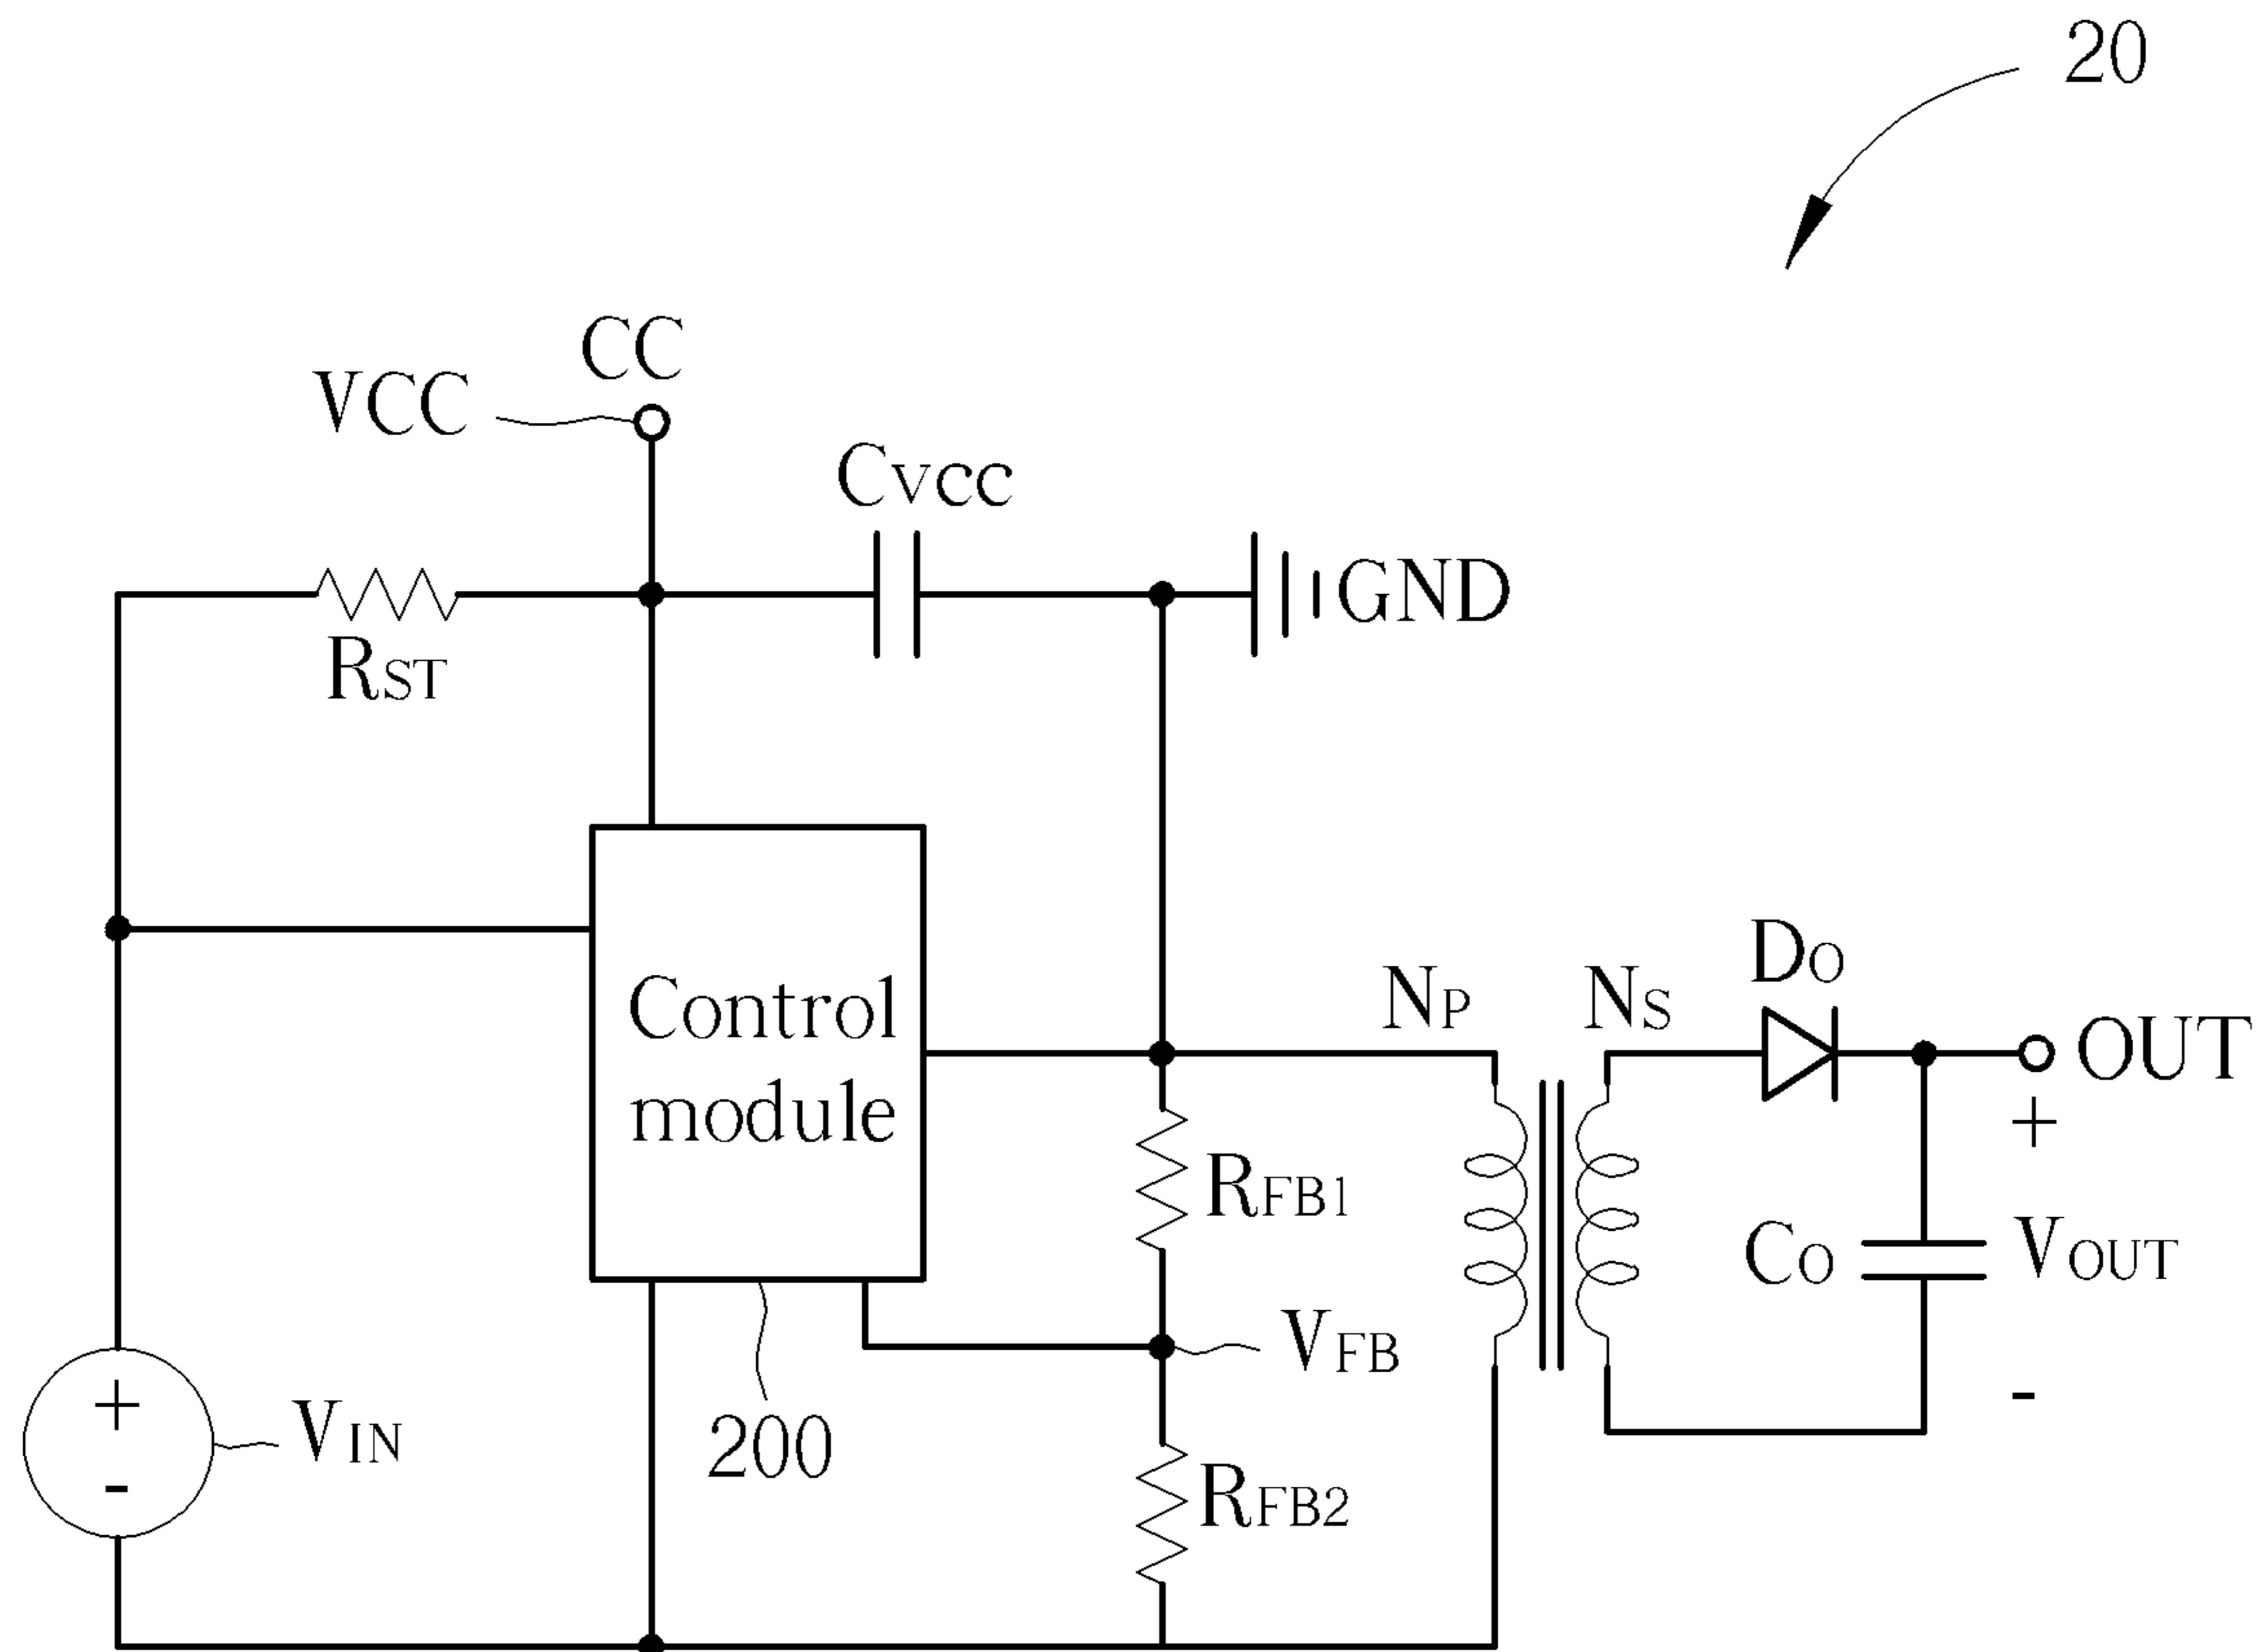 20
CC
VCC
CVCC
GND
RST
Control
module
NP
NS
DO
OUT
+
RFB1
CO
VOUT
VFB
-
+
VIN
-
200
RFB2